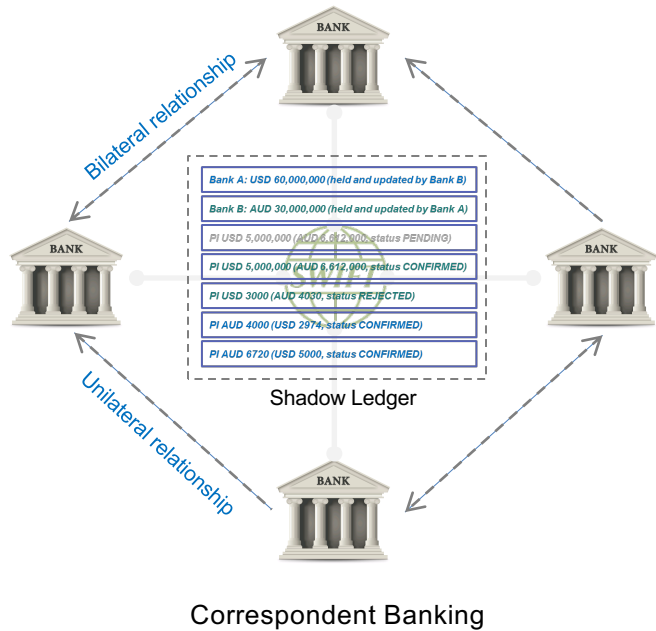 BANK
Bilateral relationship
Bank A: USD 60,000,000 (held and updated by Bank B)
Bank B: AUD 30,000,000 (held and updated by Bank A)
PI USD 5,000,000 (AUD 6,612,000, status PENDING)
PI USD 5,000,000 (AUD 6,612,000, status CONFIRMED)
PI USD 3000 (AUD 4030, status REJECTED)
PI AUD 4000 (USD 2974, status CONFIRMED)
PI AUD 6720 (USD 5000, status CONFIRMED)
SWIFT
BANK
BANK
Shadow Ledger
Unilateral relationship
BANK
Correspondent Banking